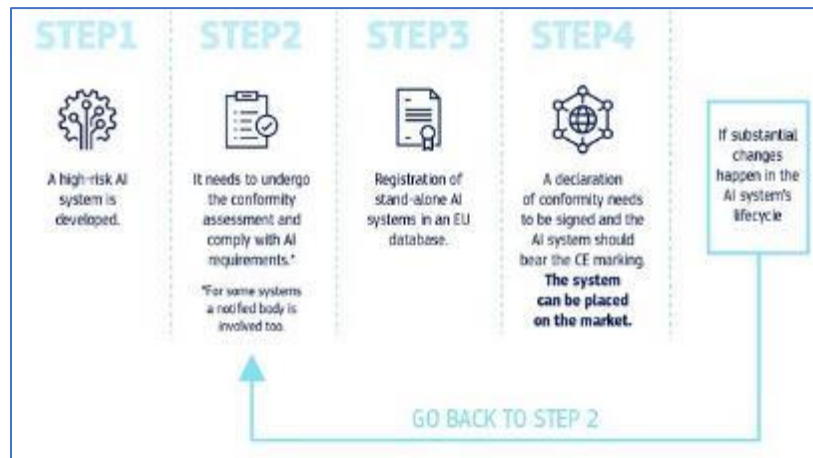 STEP1
A high-risk AI
system is
developed.
STEP2
It needs to undergo
the conformity
assessment and
comply with AI
requirements.*
*For some systems
a notified body is
involved too.
STEP3
Registration of
stand-alone AI
systems in an EU
database.
STEP4
A declaration
of conformity needs
to be signed and the
AI system should
bear the CE marking.
The system
can be placed
on the market.
If substantial
changes
happen in the
AI system's
lifecycle
GO BACK TO STEP 2